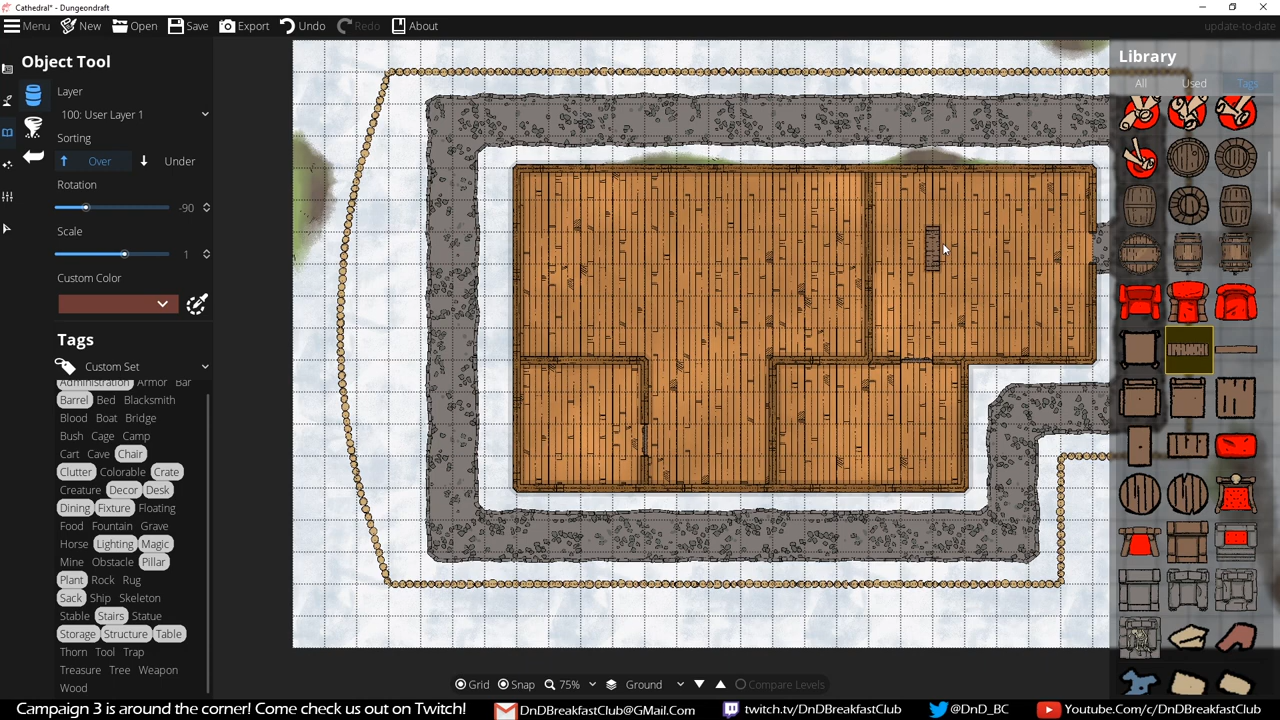 Cathedral* - Dungeondraft
Menu New Open Save Export Undo Redo About update-to-date
Object Tool
Layer
100: User Layer 1
Sorting
Over Under
Rotation
-90
Scale
1
Custom Color
Tags
Custom Set
Administration Armor Bar
Barrel Bed Blacksmith
Blood Boat Bridge
Bush Cage Camp
Cart Cave Chair
Clutter Colorable Crate
Creature Decor Desk
Dining Fixture Floating
Food Fountain Grave
Horse Lighting Magic
Mine Obstacle Pillar
Plant Rock Rug
Sack Ship Skeleton
Stable Stairs Statue
Storage Structure Table
Thorn Tool Trap
Treasure Tree Weapon
Wood
Library
All Used Tags
Grid Snap 75% Ground Compare Levels
Campaign 3 is around the corner! Come check us out on Twitch! DnDBreakfastClub@GMail.Com twitch.tv/DnDBreakfastClub @DnD_BC Youtube.Com/c/DnDBreakfastClub